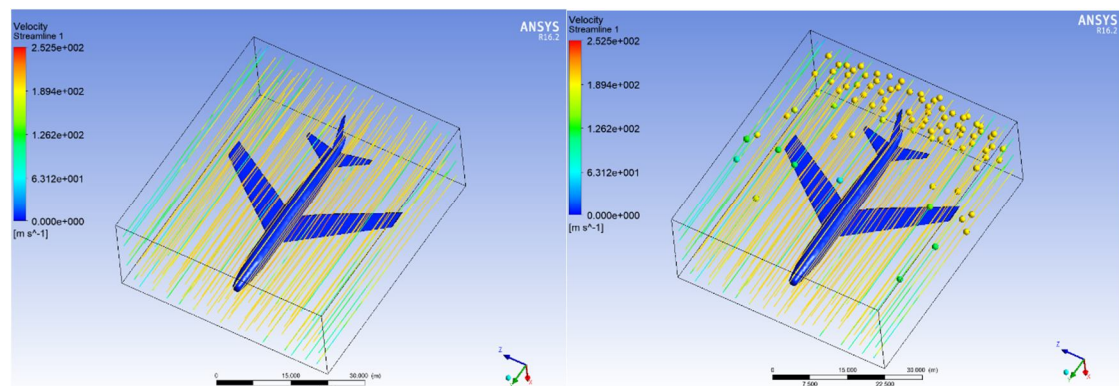 Velocity
Streamline 1
2.525e+002
1.894e+002
1.262e+002
6.312e+001
0.000e+000
[m s^-1]
ANSYS
R16.2
Z
0
15.000
30.000 (m)
Velocity
Streamline 1
2.525e+002
1.894e+002
1.262e+002
6.312e+001
0.000e+000
[m s^-1]
ANSYS
R16.2
Z
0
15.000
30.000 (m)
7.500
22.500